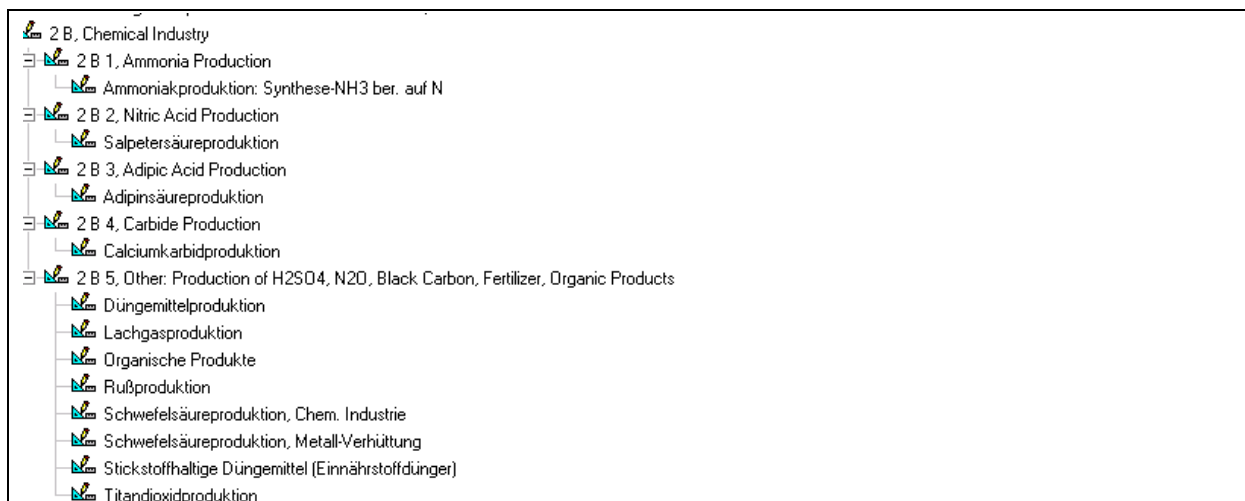 2 B, Chemical Industry
2 B 1, Ammonia Production
Ammoniakproduktion: Synthese-NH3 ber. auf N
2 B 2, Nitric Acid Production
Salpetersäureproduktion
2 B 3, Adipic Acid Production
Adipinsäureproduktion
2 B 4, Carbide Production
Calciumkarbidproduktion
2 B 5, Other: Production of H2SO4, N2O, Black Carbon, Fertilizer, Organic Products
Düngemittelproduktion
Lachgasproduktion
Organische Produkte
Rußproduktion
Schwefelsäureproduktion, Chem. Industrie
Schwefelsäureproduktion, Metall-Verhüttung
Stickstoffhaltige Düngemittel (Einnährstoffdünger)
Titandioxidproduktion